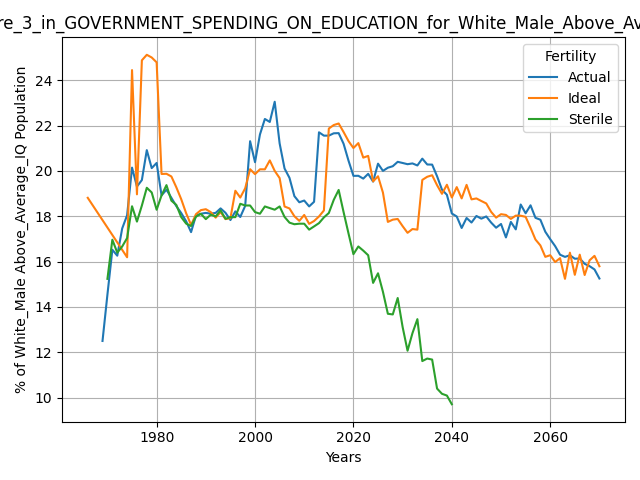 re_3_in_GOVERNMENT_SPENDING_ON_EDUCATION_for_White_Male_Above_Av
Fertility
Actual
Ideal
Sterile
% of White_Male Above_Average_IQ Population
24
22
20
18
16
14
12
10
1980
2000
2020
2040
2060
Years